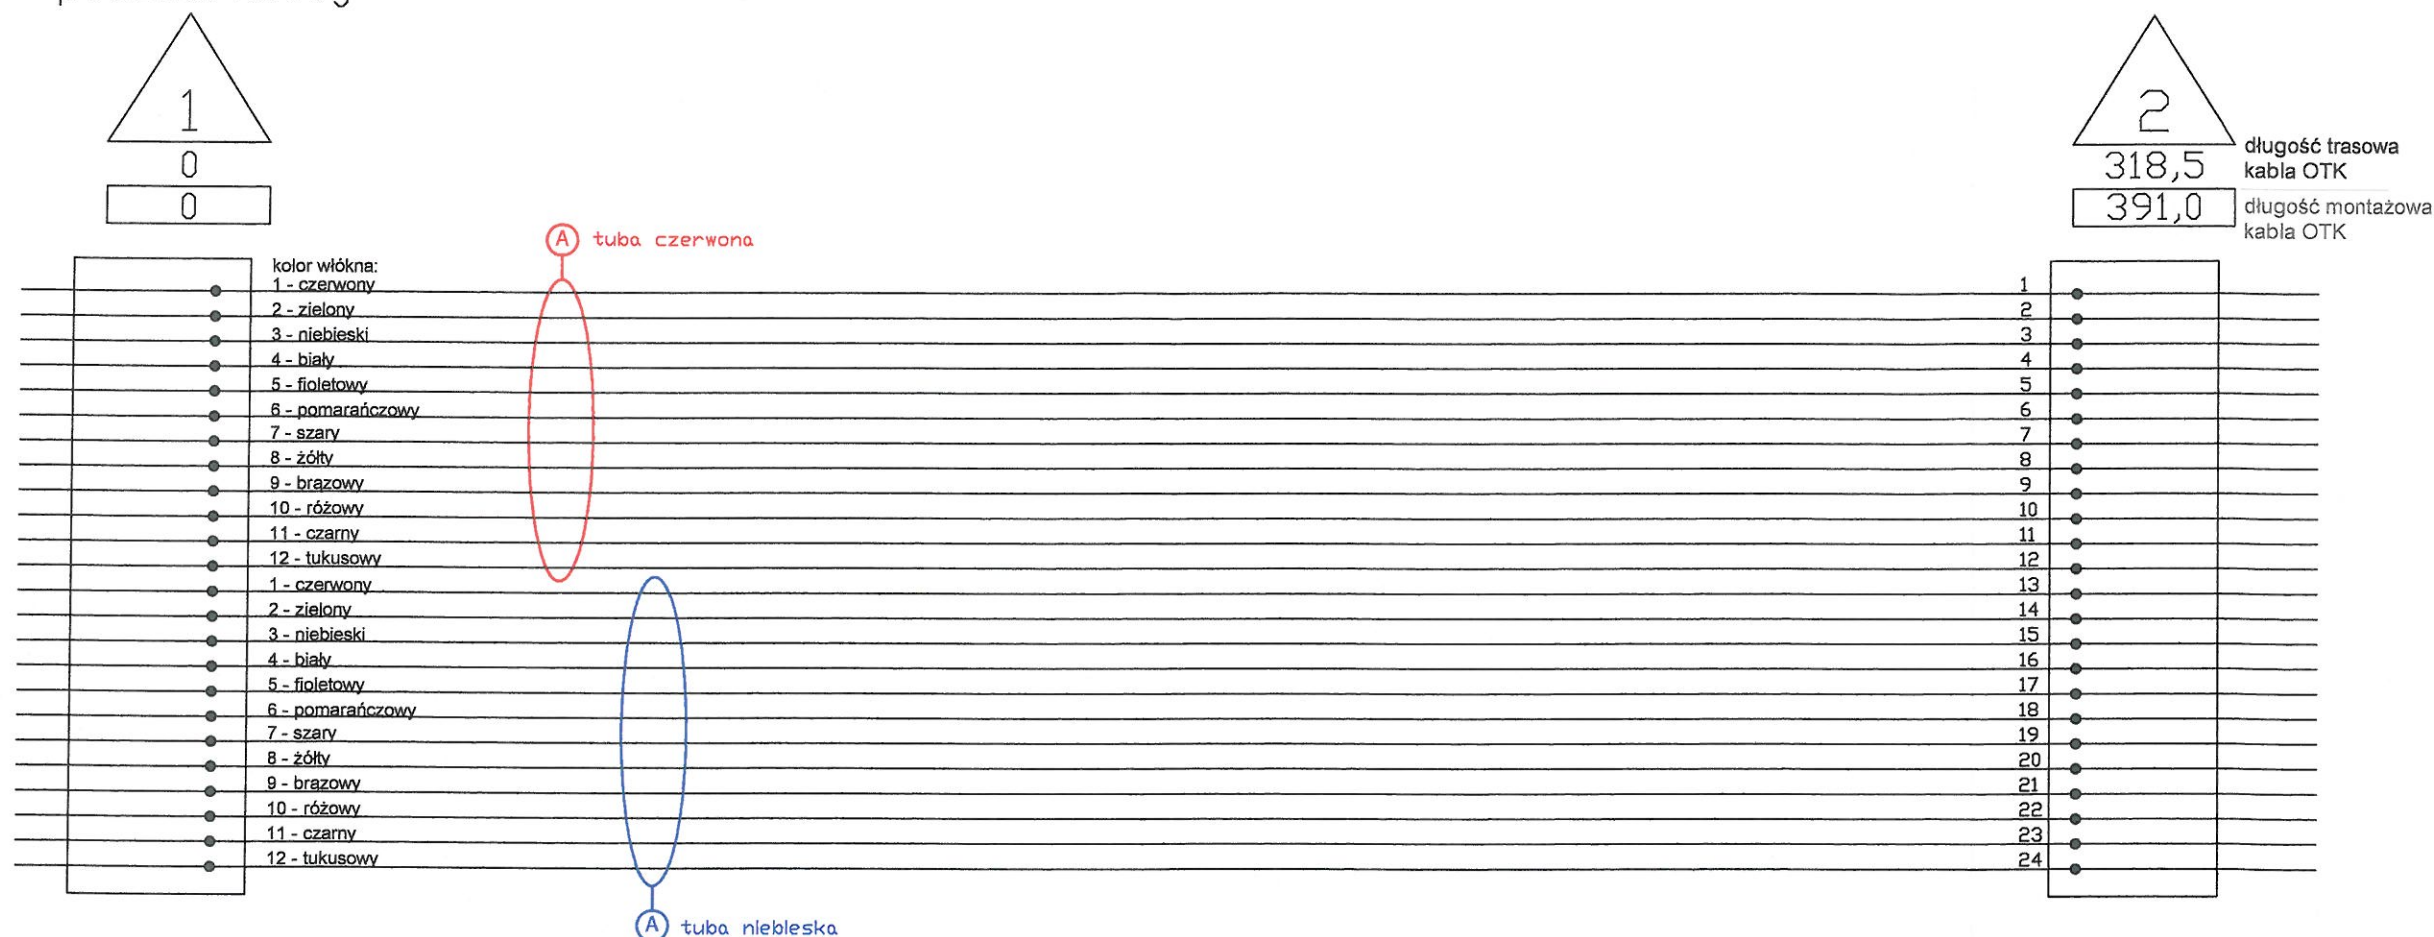 1
0
0
2
318,5
długość trasowa
kabla OTK
391,0
długość montażowa
kabla OTK
A tuba czerwona
kolor włókna:
1 - czerwony 1
2 - zielony 2
3 - niebieski 3
4 - biały 4
5 - fioletowy 5
6 - pomarańczowy 6
7 - szary 7
8 - żółty 8
9 - brązowy 9
10 - różowy 10
11 - czarny 11
12 - tukusowy 12
1 - czerwony 13
2 - zielony 14
3 - niebieski 15
4 - biały 16
5 - fioletowy 17
6 - pomarańczowy 18
7 - szary 19
8 - żółty 20
9 - brązowy 21
10 - różowy 22
11 - czarny 23
12 - tukusowy 24
A tuba niebieska